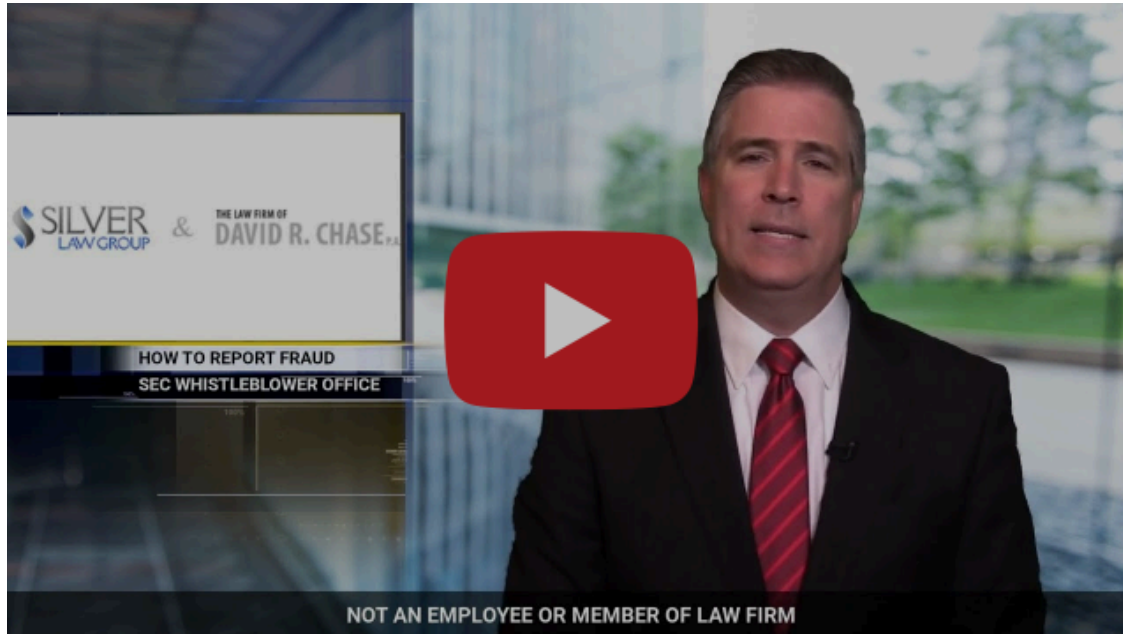 SILVER
LAW GROUP
&
THE LAW FIRM OF
DAVID R. CHASE P.A.
HOW TO REPORT FRAUD
SEC WHISTLEBLOWER OFFICE
100%
NOT AN EMPLOYEE OR MEMBER OF LAW FIRM